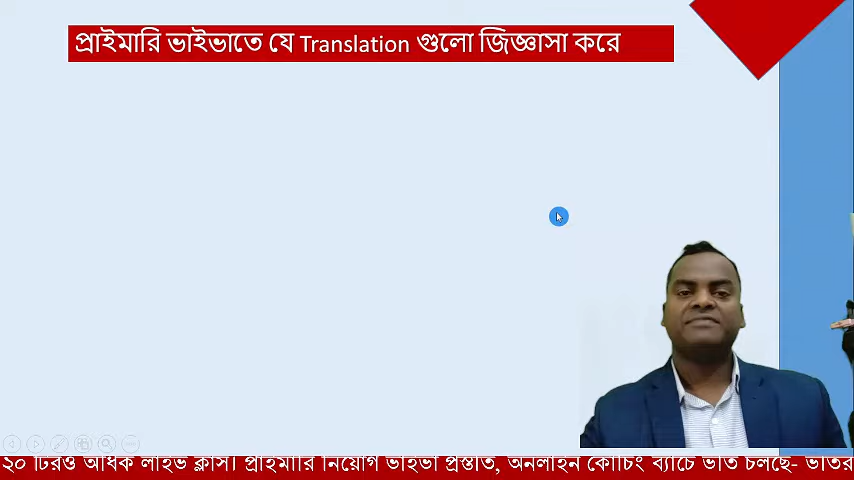 প্রাইমারি ভাইভাতে যে Translation গুলো জিজ্ঞাসা করে
২০ টিরও অধিক লাইভ ক্লাস। প্রাইমারি নিয়োগ ভাইভা প্রস্তুতি, অনলাইন কোচিং ব্যাচে ভর্তি চলছে-